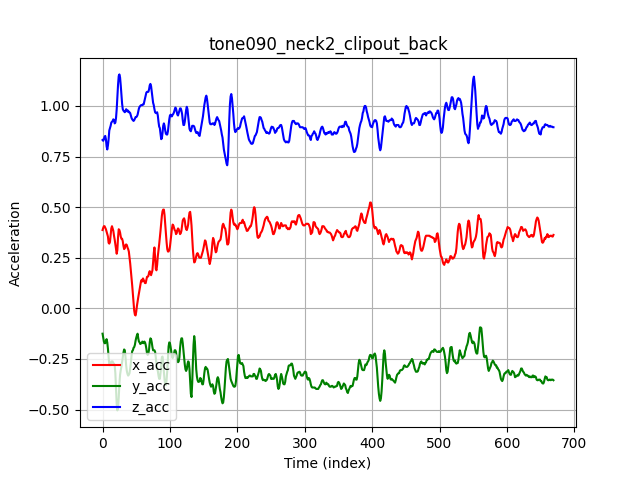 tone090_neck2_clipout_back
Acceleration
1.00
0.75
0.50
0.25
0.00
−0.25
−0.50
x_acc
y_acc
z_acc
0 100 200 300 400 500 600 700
Time (index)